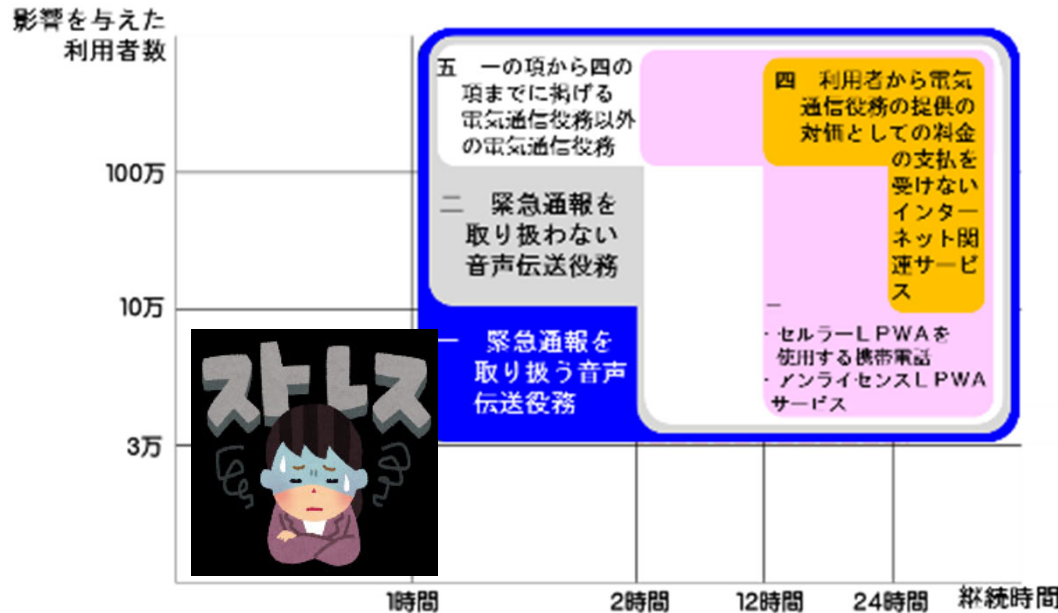 影響を与えた
利用者数
100万
10万
3万
1時間
2時間
12時間
24時間
継続時間
五 一の項から四の
項までに掲げる
電気通信役務以外
の電気通信役務
二 緊急通報を
取り扱わない
音声伝送役務
一 緊急通報を
取り扱う音声
伝送役務
四 利用者から電気
通信役務の提供の
対価としての料金
の支払を
受けない
インター
ネット関
連サービ
ス
・セルラーLPWAを
使用する携帯電話
・アンライセンスLPWA
サービス
ストレス